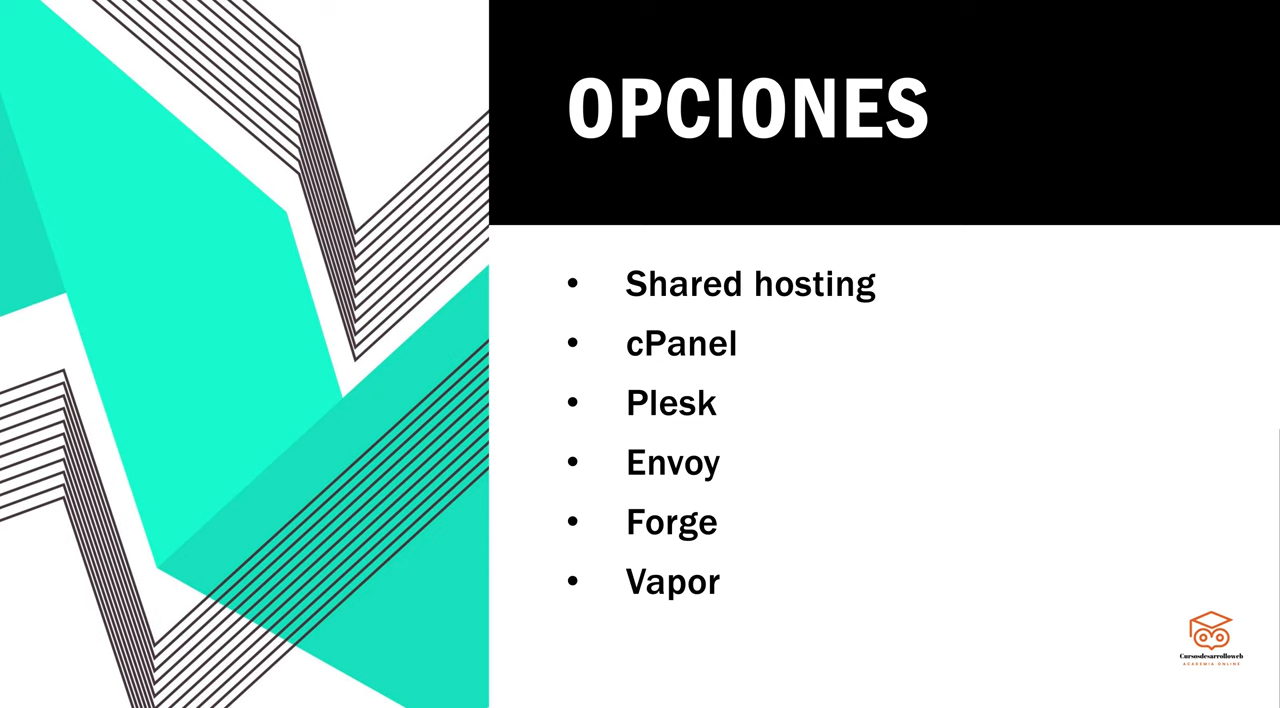 OPCIONES
• Shared hosting
• cPanel
• Plesk
• Envoy
• Forge
• Vapor
Cursosdesarrolloweb
ACADEMIA ONLINE